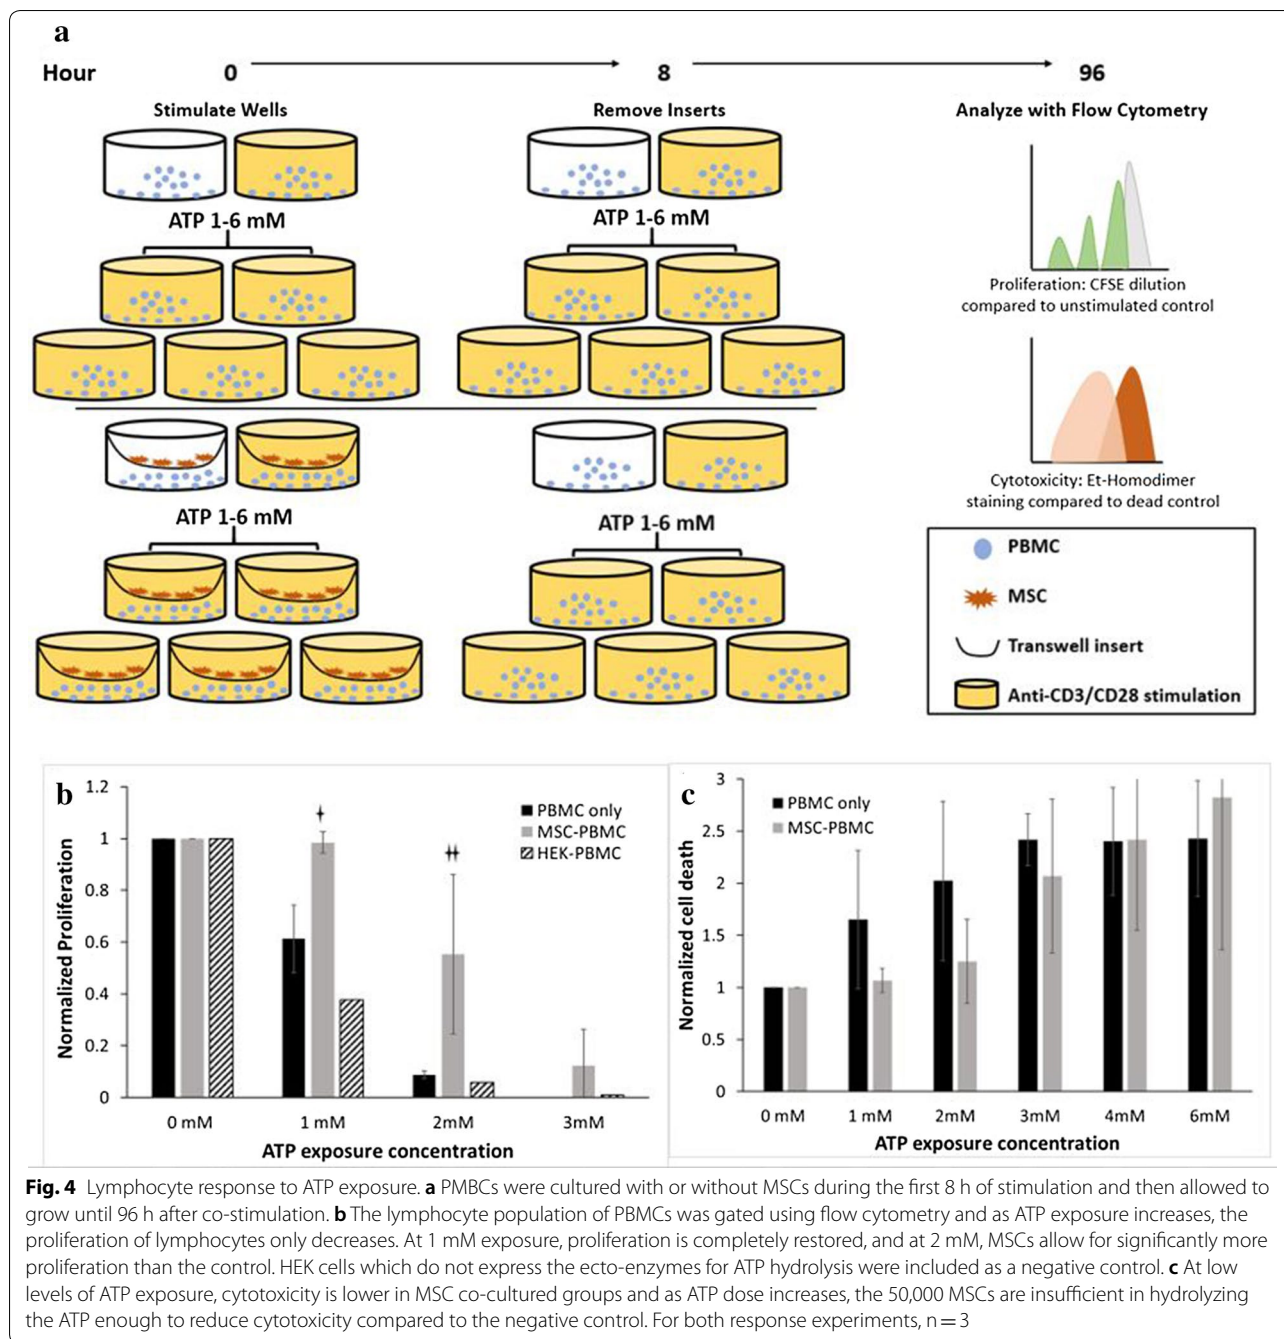 a
Hour 0 8 96
Stimulate Wells Remove Inserts Analyze with Flow Cytometry
ATP 1-6 mM ATP 1-6 mM
Proliferation: CFSE dilution
compared to unstimulated control
Cytotoxicity: Et-Homodimer
staining compared to dead control
ATP 1-6 mM ATP 1-6 mM
PBMC
MSC
Transwell insert
Anti-CD3/CD28 stimulation
b
Normalized Proliferation
1.2
1
0.8
0.6
0.4
0.2
0
PBMC only
MSC-PBMC
HEK-PBMC
0 mM 1 mM 2mM 3mM
ATP exposure concentration
c
Normalized cell death
3
2.5
2
1.5
1
0.5
0
PBMC only
MSC-PBMC
0 mM 1 mM 2mM 3mM 4mM 6mM
ATP exposure concentration
Fig. 4 Lymphocyte response to ATP exposure. a PMBCs were cultured with or without MSCs during the first 8 h of stimulation and then allowed to
grow until 96 h after co-stimulation. b The lymphocyte population of PBMCs was gated using flow cytometry and as ATP exposure increases, the
proliferation of lymphocytes only decreases. At 1 mM exposure, proliferation is completely restored, and at 2 mM, MSCs allow for significantly more
proliferation than the control. HEK cells which do not express the ecto-enzymes for ATP hydrolysis were included as a negative control. c At low
levels of ATP exposure, cytotoxicity is lower in MSC co-cultured groups and as ATP dose increases, the 50,000 MSCs are insufficient in hydrolyzing
the ATP enough to reduce cytotoxicity compared to the negative control. For both response experiments, n = 3